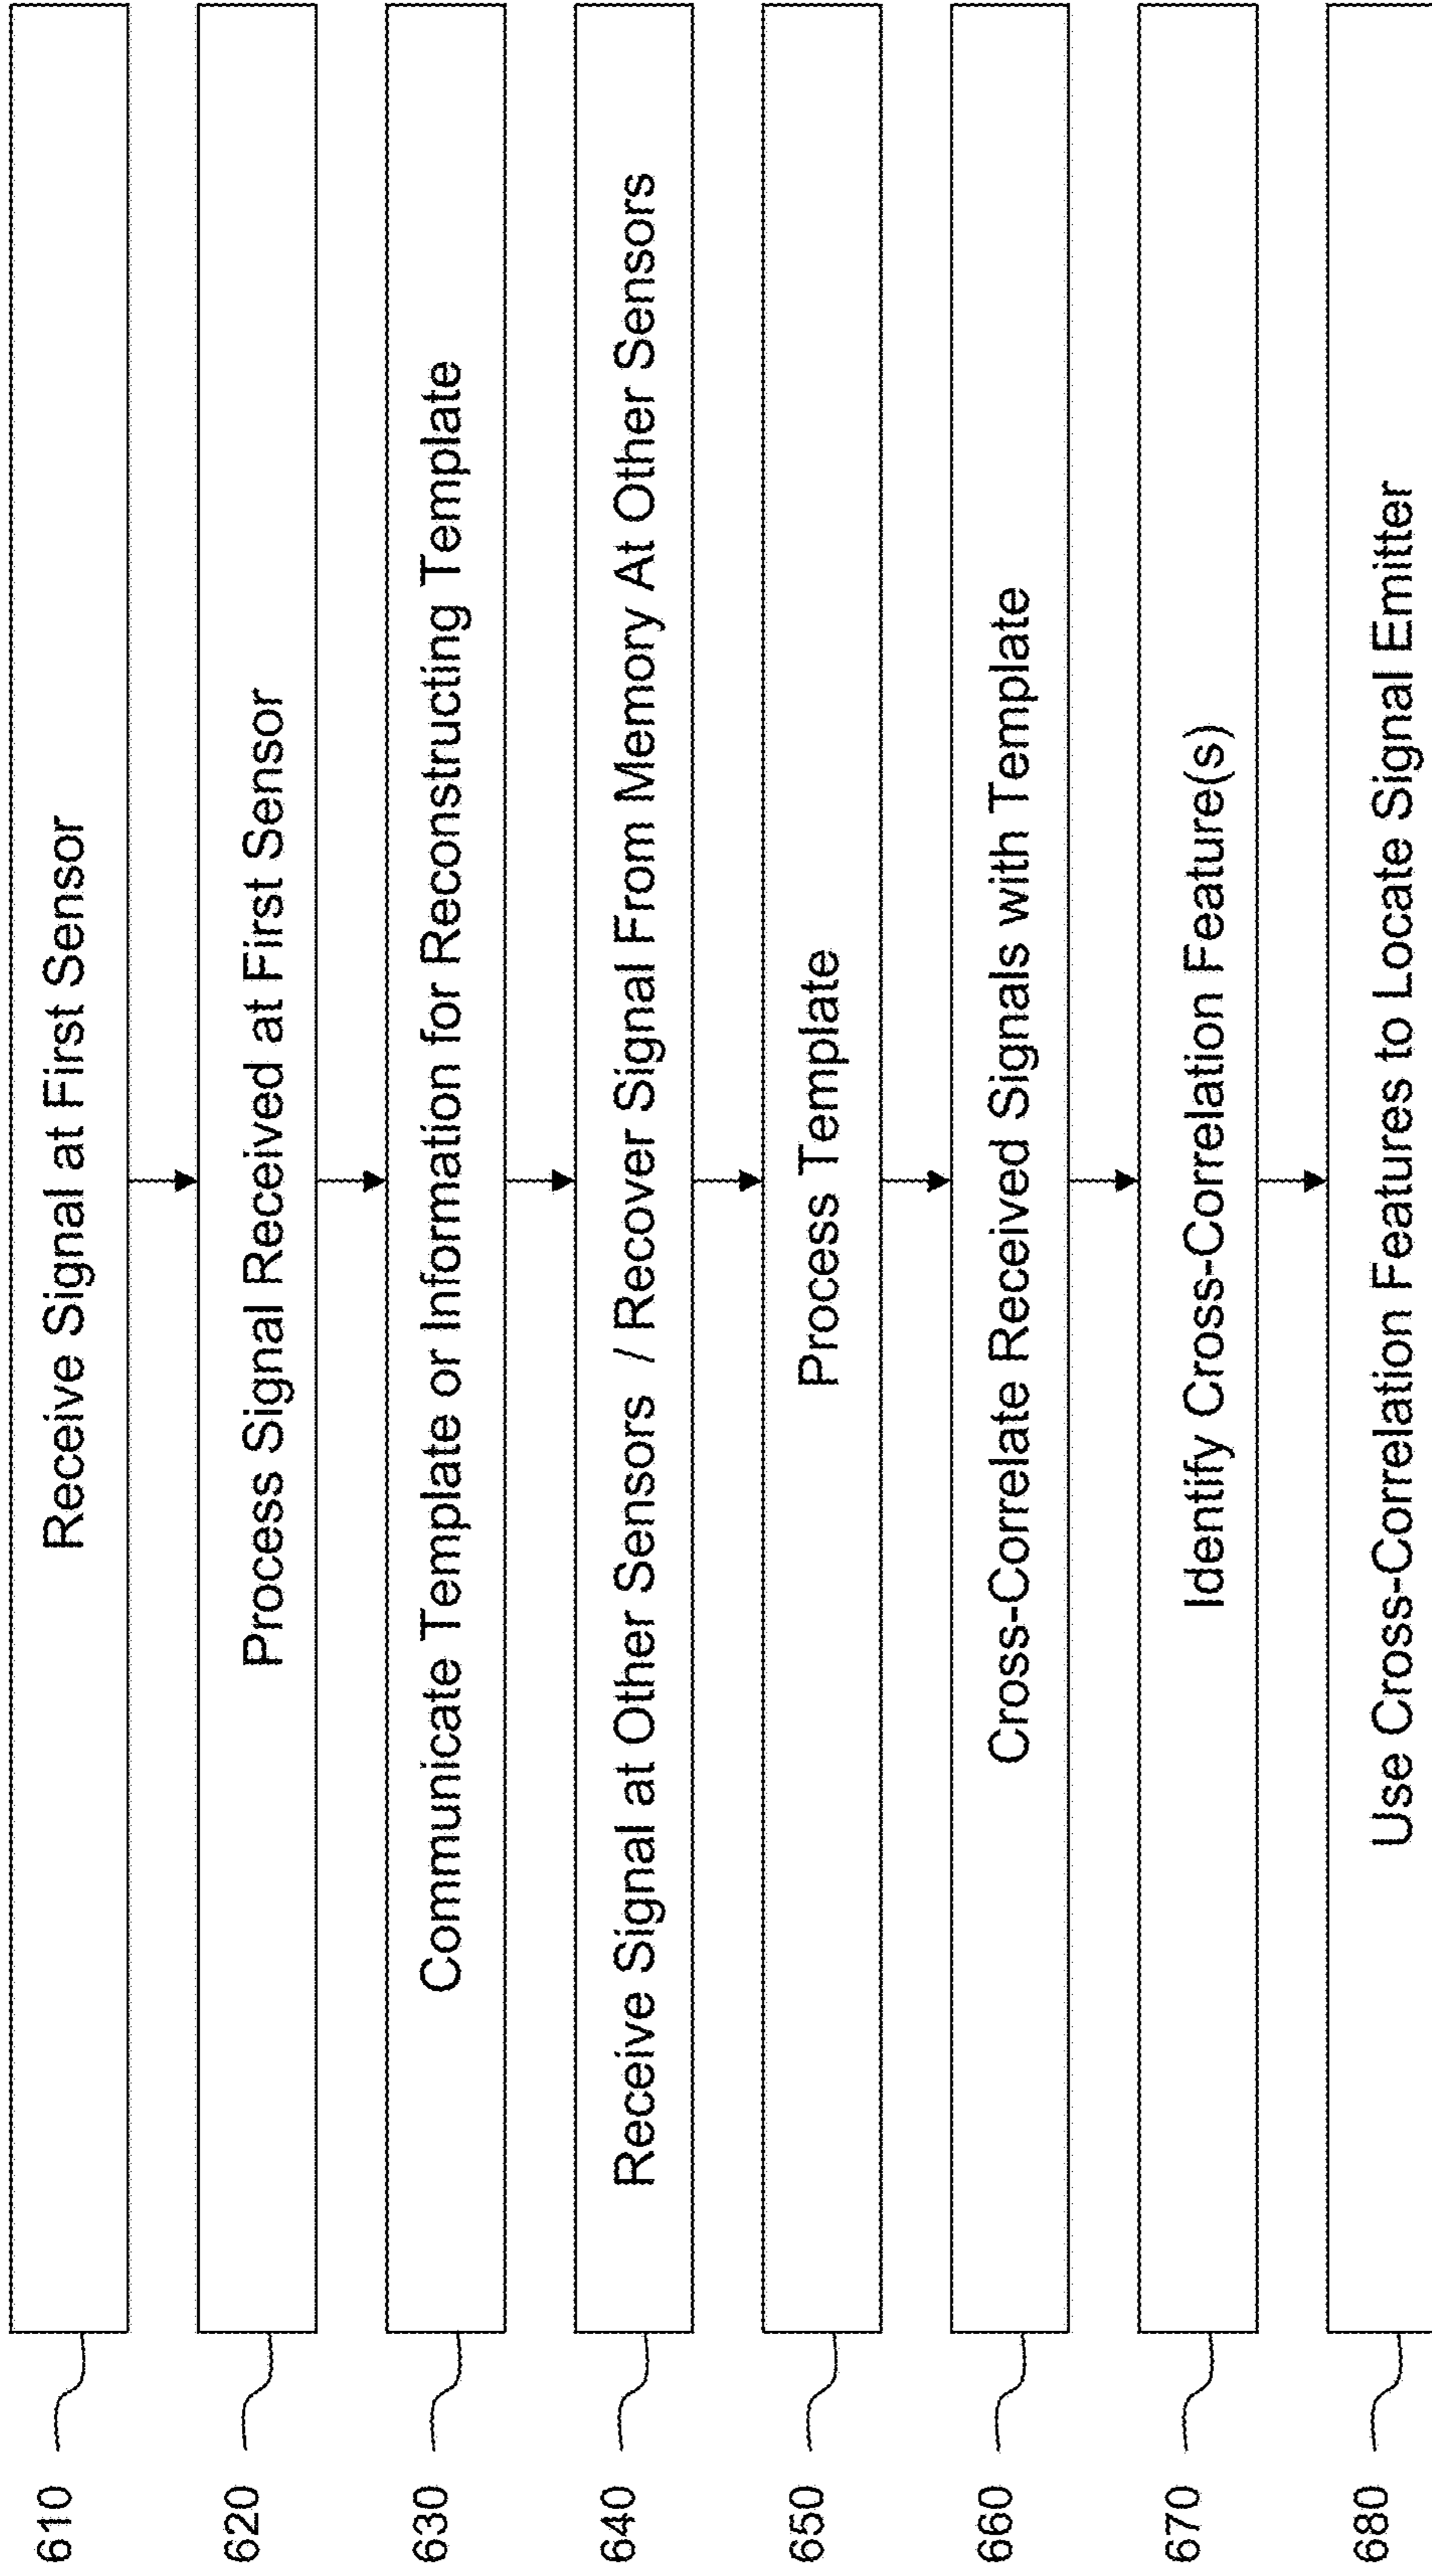 610 Receive Signal at First Sensor
620 Process Signal Received at First Sensor
630 Communicate Template or Information for Reconstructing Template
640 Receive Signal at Other Sensors / Recover Signal From Memory At Other Sensors
650 Process Template
660 Cross-Correlate Received Signals with Template
670 Identify Cross-Correlation Feature(s)
680 Use Cross-Correlation Features to Locate Signal Emitter